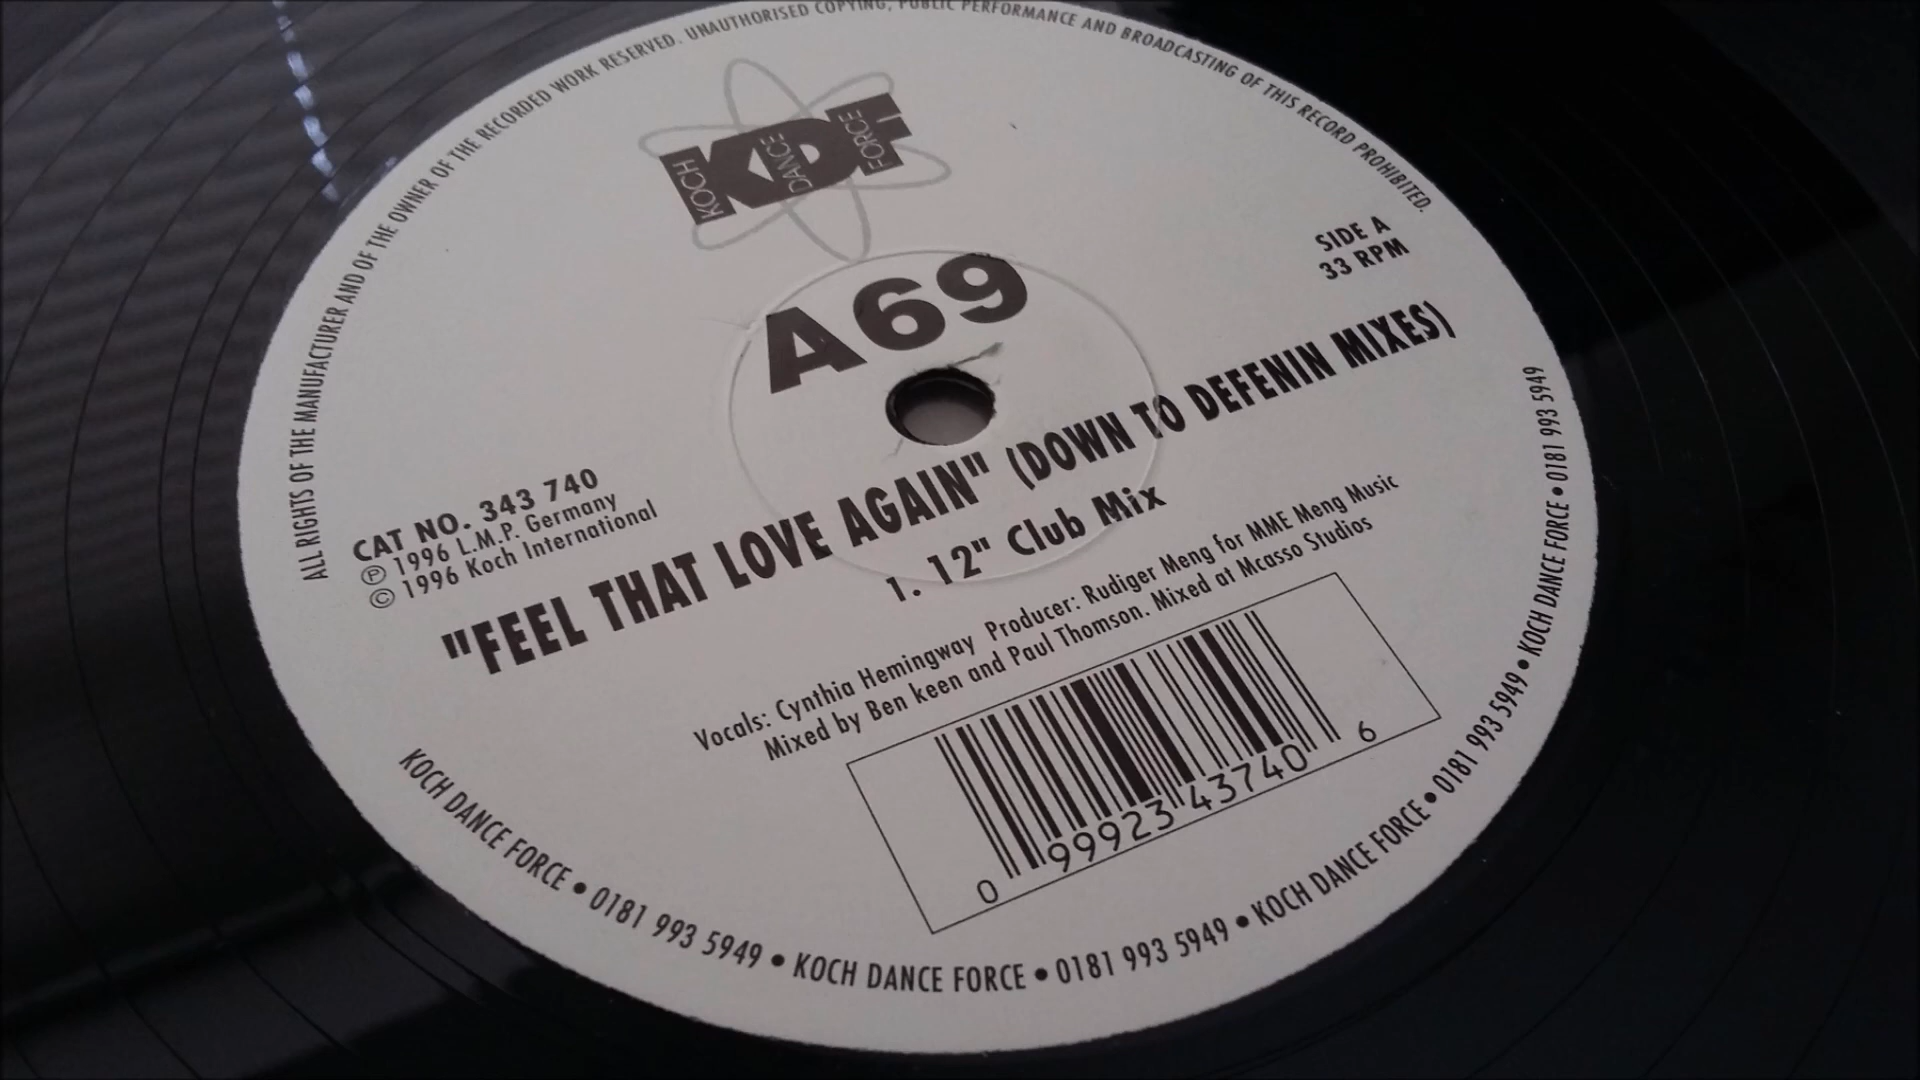 ALL RIGHTS OF THE MANUFACTURER AND OF THE OWNER OF THE RECORDED WORK RESERVED. UNAUTHORISED COPYING, PUBLIC PERFORMANCE AND BROADCASTING OF THIS RECORD PROHIBITED.
KDF
KOCH DANCE FORCE
SIDE A
33 RPM
A69
CAT NO. 343 740
℗ 1996 L.M.P. Germany
© 1996 Koch International
"FEEL THAT LOVE AGAIN" (DOWN TO DEFENIN MIXES)
1. 12" Club Mix
Vocals: Cynthia Hemingway Producer: Rudiger Meng for MME Meng Music
Mixed by Ben keen and Paul Thomson. Mixed at Mcasso Studios
0 99923 43740 6
KOCH DANCE FORCE • 0181 993 5949 • KOCH DANCE FORCE • 0181 993 5949 • KOCH DANCE FORCE • 0181 993 5949 • KOCH DANCE FORCE • 0181 993 5949